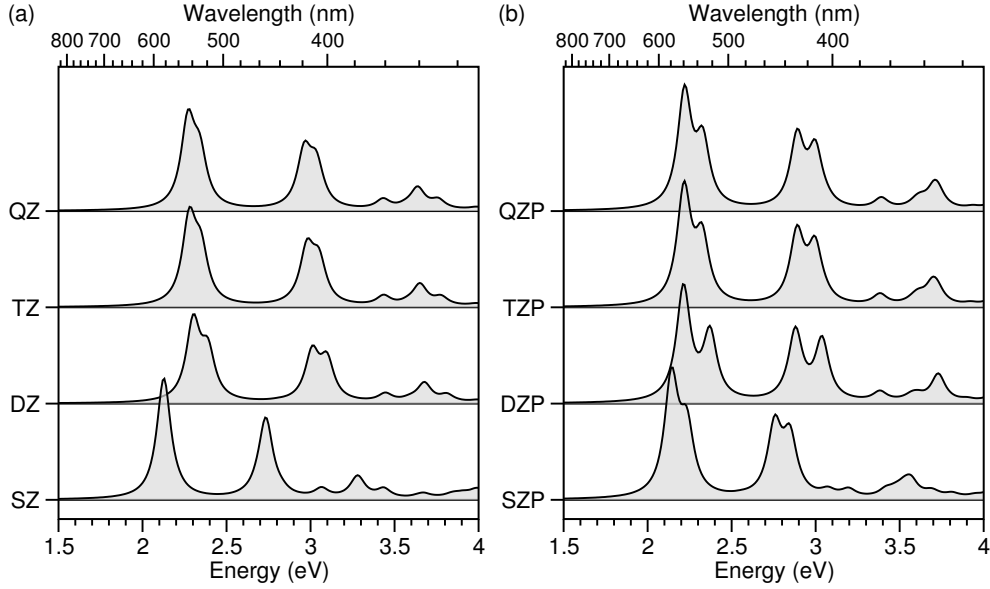 (a)
Wavelength (nm)
800 700 600 500 400
QZ
TZ
DZ
SZ
1.5 2 2.5 3 3.5 4
Energy (eV)
(b)
Wavelength (nm)
800 700 600 500 400
QZP
TZP
DZP
SZP
1.5 2 2.5 3 3.5 4
Energy (eV)